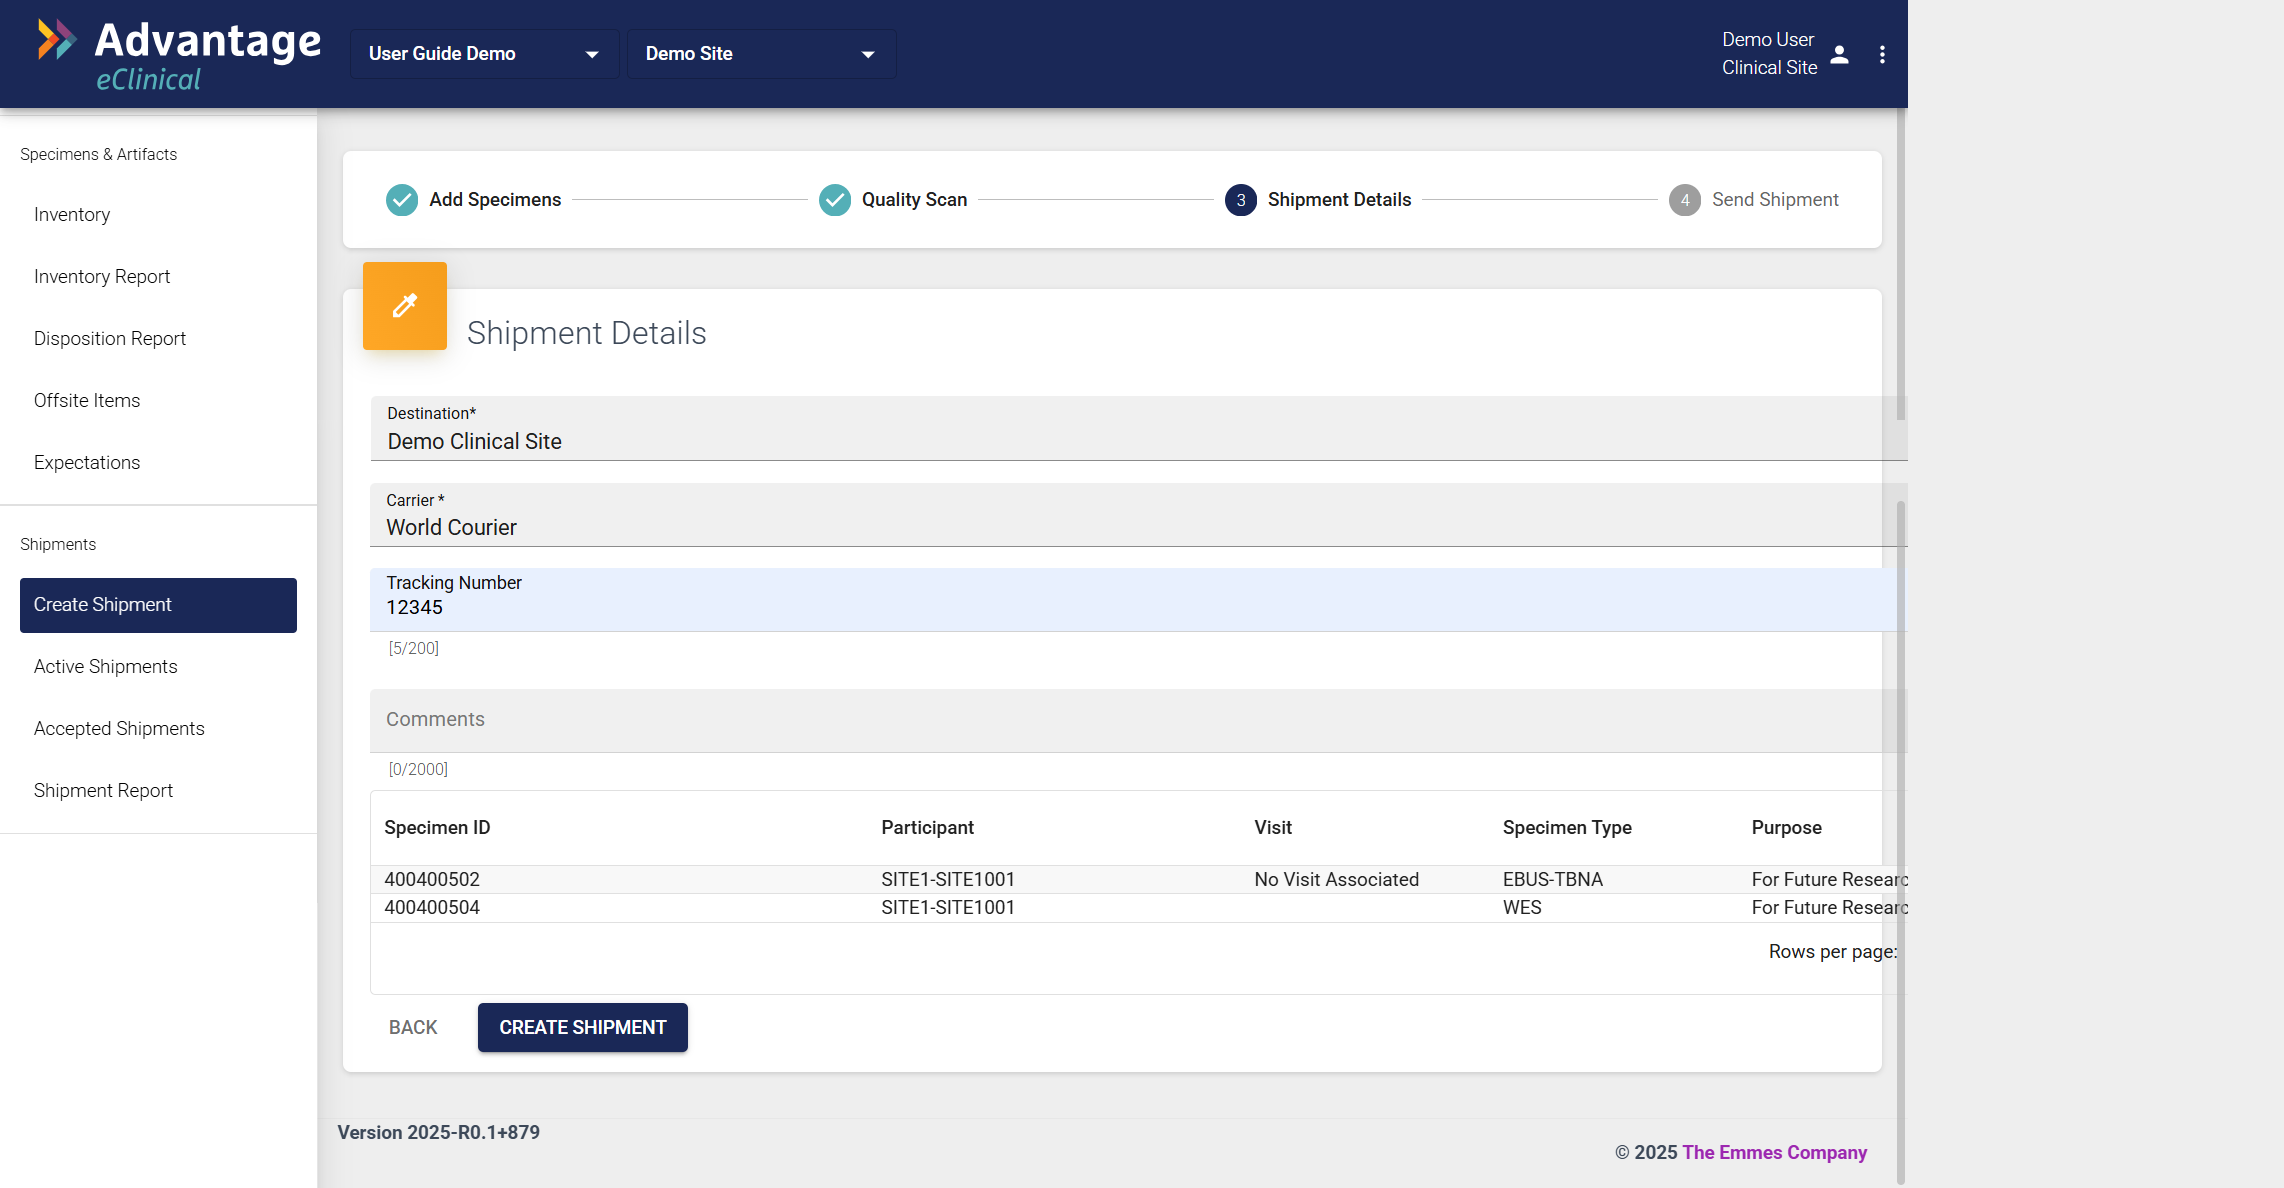 Advantage
eClinical
User Guide Demo
Demo Site
Demo User
Clinical Site
Specimens & Artifacts
Inventory
Inventory Report
Disposition Report
Offsite Items
Expectations
Shipments
Create Shipment
Active Shipments
Accepted Shipments
Shipment Report
Add Specimens
Quality Scan
3 Shipment Details
4 Send Shipment
Shipment Details
Destination*
Demo Clinical Site
Carrier *
World Courier
Tracking Number
12345
[5/200]
Comments
[0/2000]
Specimen ID Participant Visit Specimen Type Purpose
400400502 SITE1-SITE1001 No Visit Associated EBUS-TBNA For Future Researc
400400504 SITE1-SITE1001 WES For Future Researc
Rows per page:
BACK CREATE SHIPMENT
Version 2025-R0.1+879
© 2025 The Emmes Company